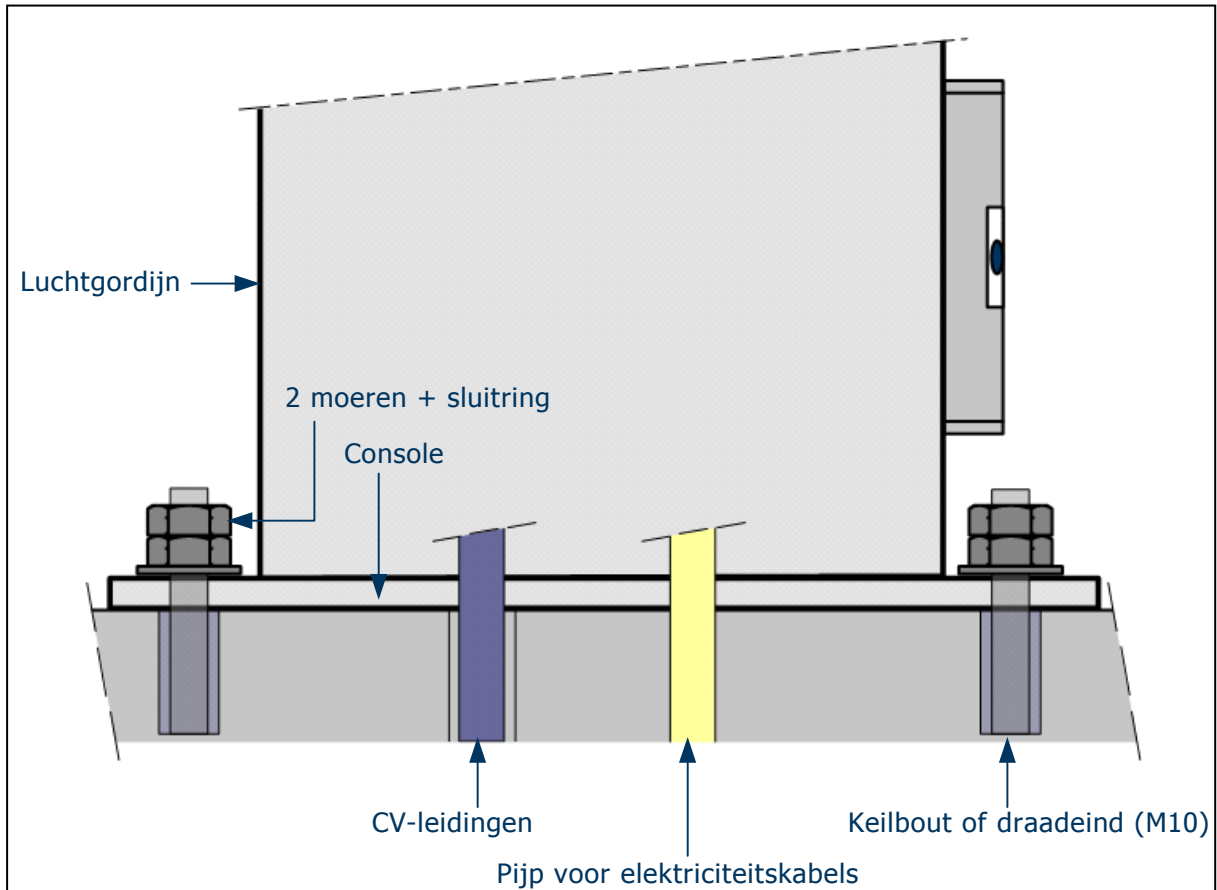 Luchtgordijn
2 moeren + sluitring
Console
CV-leidingen
Keilbout of draadeind (M10)
Pijp voor elektriciteitskabels